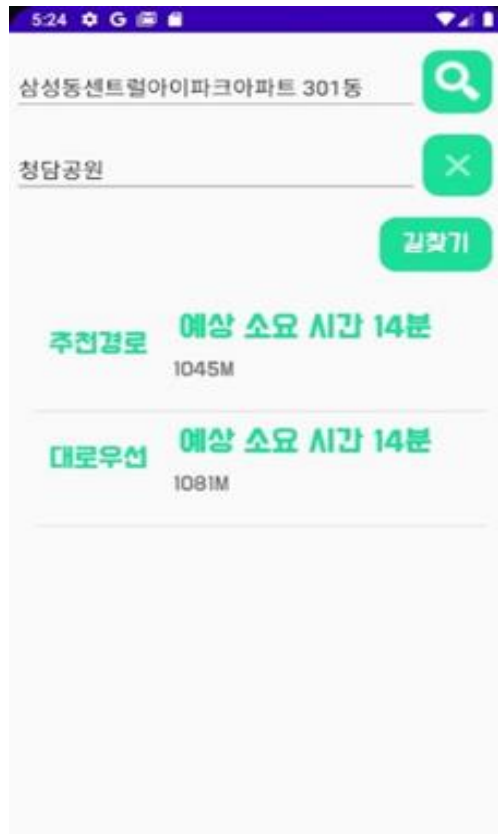 5:24 G
삼성동센트럴아이파크아파트 301동
청담공원
길찾기
추천경로
예상 소요 시간 14분
1045M
대로우선
예상 소요 시간 14분
1081M